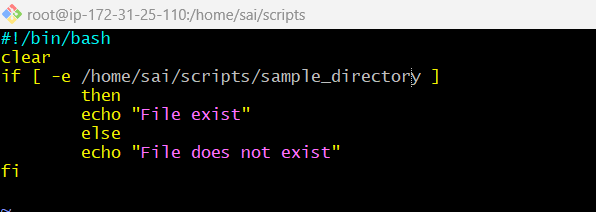 root@ip-172-31-25-110:/home/sai/scripts
#!/bin/bash
clear
if [ -e /home/sai/scripts/sample_directory ]
        then
        echo "File exist"
        else
        echo "File does not exist"
fi
~